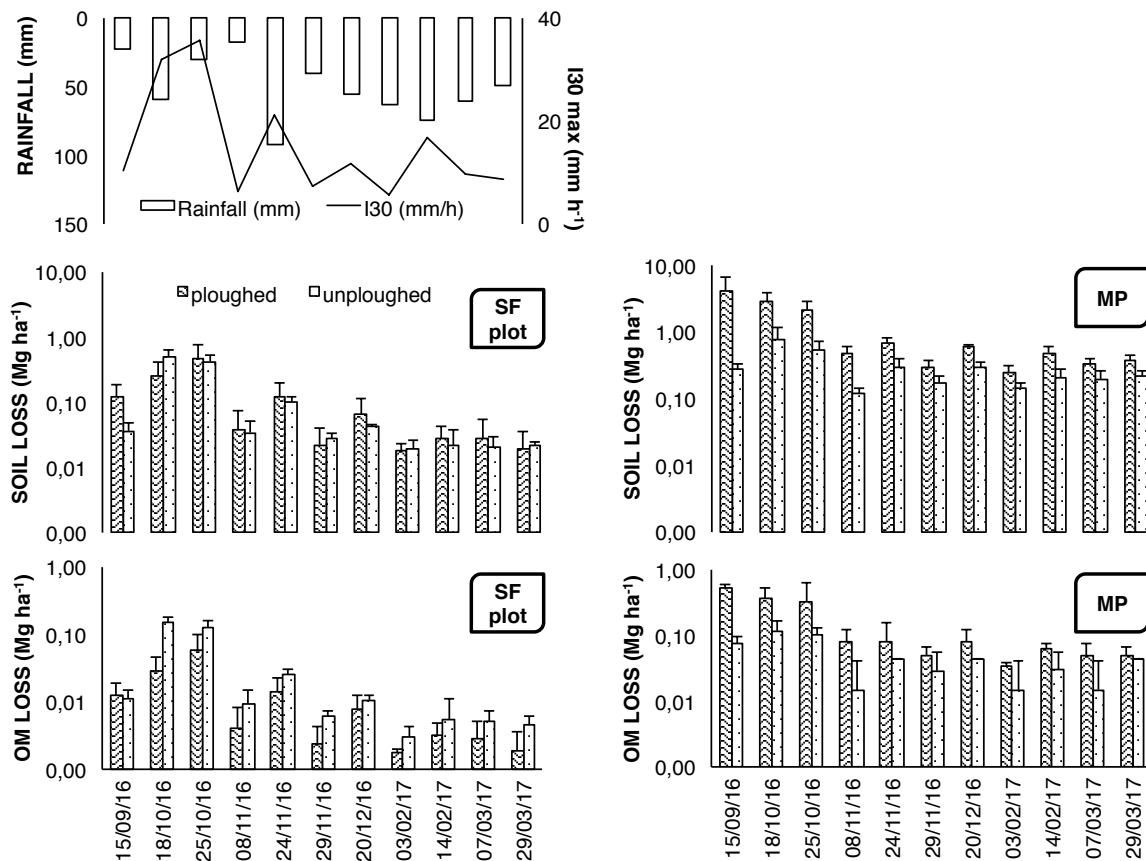 RAINFALL (mm)
0
50
100
150
Rainfall (mm)
I30 (mm/h)
40
20
0
I30 max (mm h-1)
SOIL LOSS (Mg ha-1)
10,00
1,00
0,10
0,01
0,00
ploughed
unploughed
SF
plot
SOIL LOSS (Mg ha-1)
10,00
1,00
0,10
0,01
0,00
MP
OM LOSS (Mg ha-1)
1,00
0,10
0,01
0,00
SF
plot
15/09/16
18/10/16
25/10/16
08/11/16
24/11/16
29/11/16
20/12/16
03/02/17
14/02/17
07/03/17
29/03/17
OM LOSS (Mg ha-1)
1,00
0,10
0,01
0,00
MP
15/09/16
18/10/16
25/10/16
08/11/16
24/11/16
29/11/16
20/12/16
03/02/17
14/02/17
07/03/17
29/03/17